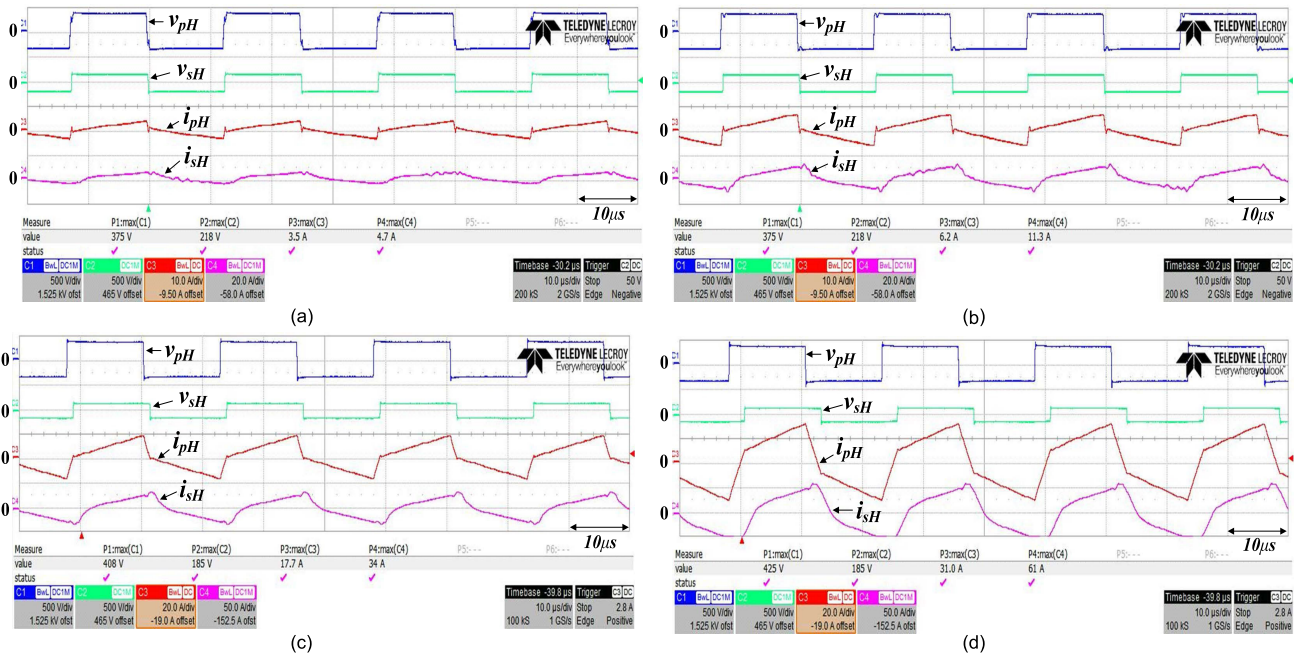 0 C1 v_pH TELEDYNE LECROY
Everywhereyoulook™
0 v_sH
0 i_pH
0 i_sH
10μs
Measure P1:max(C1) P2:max(C2) P3:max(C3) P4:max(C4) P5:--- P6:---
value 375 V 218 V 3.5 A 4.7 A
status
C1 BwL DC1M C2 DC1M C3 BwL DC C4 BwL DC1M Timebase -30.2 µs Trigger C2 DC
500 V/div 500 V/div 10.0 A/div 20.0 A/div 10.0 µs/div Stop 50 V
1.525 kV ofst 465 V offset -9.50 A offset -58.0 A offset 200 kS 2 GS/s Edge Negative
(a)
0 C1 v_pH TELEDYNE LECROY
Everywhereyoulook™
0 v_sH
0 i_pH
0 i_sH
10μs
Measure P1:max(C1) P2:max(C2) P3:max(C3) P4:max(C4) P5:--- P6:---
value 375 V 218 V 6.2 A 11.3 A
status
C1 BwL DC1M C2 DC1M C3 BwL DC C4 BwL DC1M Timebase -30.2 µs Trigger C2 DC
500 V/div 500 V/div 10.0 A/div 20.0 A/div 10.0 µs/div Stop 50 V
1.525 kV ofst 465 V offset -9.50 A offset -58.0 A offset 200 kS 2 GS/s Edge Negative
(b)
0 v_pH TELEDYNE LECROY
Everywhereyoulook™
0 v_sH
0 i_pH
0 i_sH
10μs
Measure P1:max(C1) P2:max(C2) P3:max(C3) P4:max(C4) P5:--- P6:---
value 408 V 185 V 17.7 A 34 A
status
C1 BwL DC1M C2 DC1M C3 BwL DC C4 BwL DC1M Timebase -39.8 µs Trigger C3 DC
500 V/div 500 V/div 20.0 A/div 50.0 A/div 10.0 µs/div Stop 2.8 A
1.525 kV ofst 465 V offset -19.0 A offset -152.5 A ofst 100 kS 1 GS/s Edge Positive
(c)
0 v_pH TELEDYNE LECROY
Everywhereyoulook™
0 v_sH
0 i_pH
0 i_sH
10μs
Measure P1:max(C1) P2:max(C2) P3:max(C3) P4:max(C4) P5:--- P6:---
value 425 V 185 V 31.0 A 61 A
status
C1 BwL DC1M C2 DC1M C3 BwL DC C4 BwL DC1M Timebase -39.8 µs Trigger C3 DC
500 V/div 500 V/div 20.0 A/div 50.0 A/div 10.0 µs/div Stop 2.8 A
1.525 kV ofst 465 V offset -19.0 A offset -152.5 A ofst 100 kS 1 GS/s Edge Positive
(d)